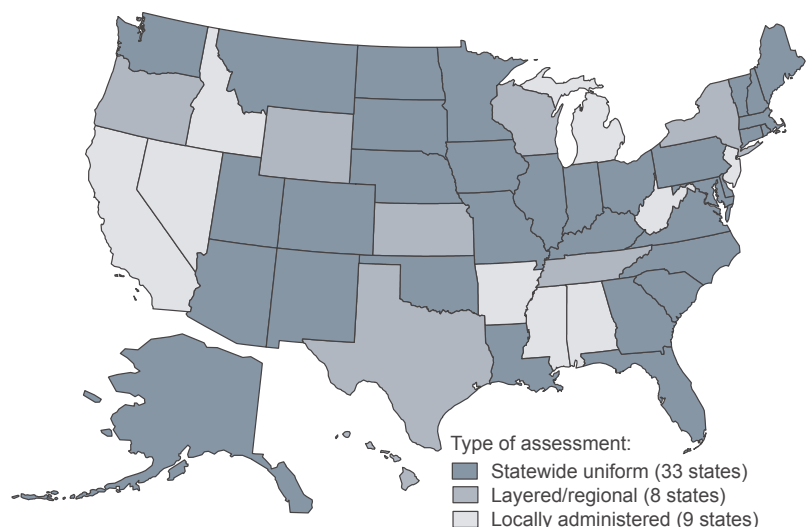 Type of assessment:
Statewide uniform (33 states)
Layered/regional (8 states)
Locally administered (9 states)